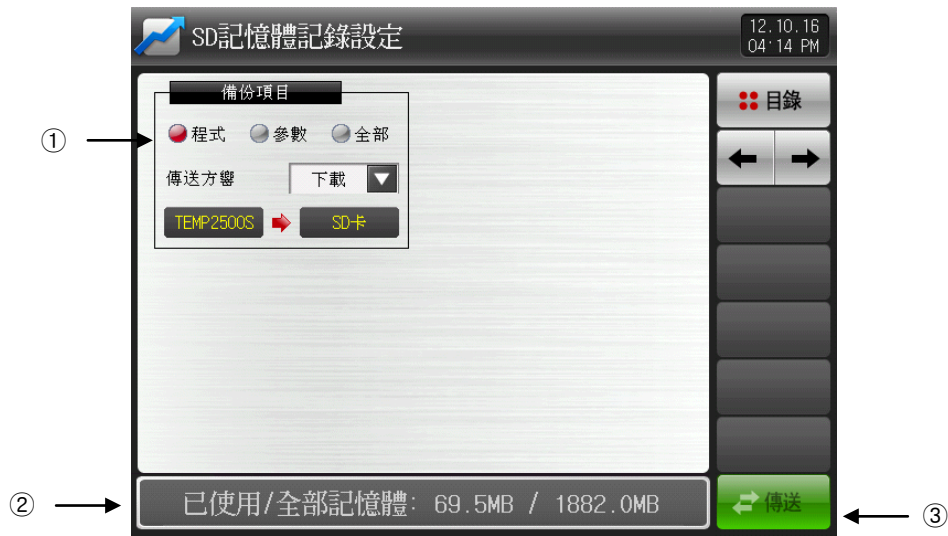 SD記憶體記錄設定
12.10.16
04:14 PM
備份項目
目錄
①
程式 參數 全部
傳送方響
下載
TEMP2500S
SD卡
②
已使用/全部記憶體: 69.5MB / 1882.0MB
傳送
③